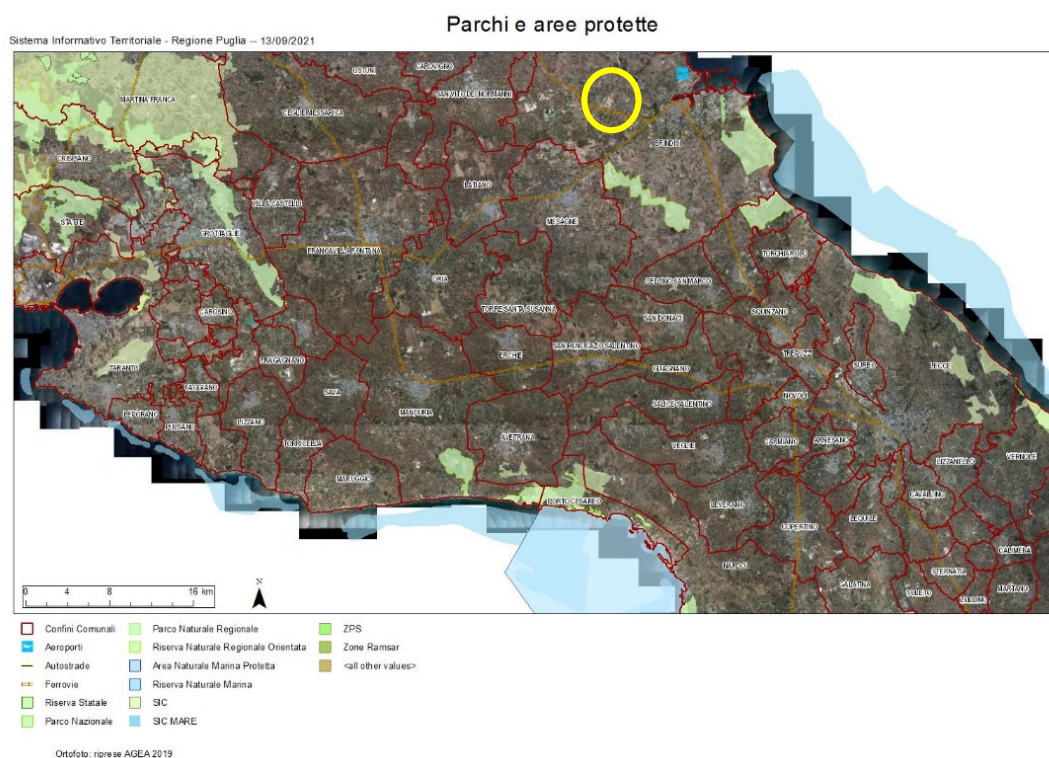 Parchi e aree protette
Sistema Informativo Territoriale - Regione Puglia -- 13/09/2021
OSTUNI
CAROVIGNO
SAN VITO DEI NORMANNI
MARTINA FRANCA
CEGLIE MESSAPICA
BRINDISI
CRISPIANO
LATIANO
VILLA CASTELLI
MESAGNE
STATTE
GROTTAGLIE
FRANCAVILLA FONTANA
TORCHIAROLO
ORIA
CELLINO SAN MARCO
CAROSINO
TORRE SANTA SUSANNA
SQUINZANO
SAN DONACI
ERCHIE
SAN PANCRAZIO SALENTINO
TREPUZZI
FRAGAGNANO
TARANTO
GUAGNANO
SURBO
LECCE
FAGGIANO
SAVA
MANDURIA
SALICE SALENTINO
NOVOLI
LEPORANO
PULSANO
LIZZANO
TORRICELLA
AVETRANA
VEGLIE
CARMIANO
ARNESANO
LIZZANELLO
VERNOLE
MARUGGIO
PORTO CESAREO
LEVERANO
COPERTINO
LEQUILE
CAVALLINO
CALIMERA
NARDO'
GALATINA
SOLETO
STERNATIA
ZOLLINO
MARTANO
N
0 4 8 16 km
Confini Comunali
Aeroporti
Autostrade
Ferrovie
Riserva Statale
Parco Nazionale
Parco Naturale Regionale
Riserva Naturale Regionale Orientata
Area Naturale Marina Protetta
Riserva Naturale Marina
SIC
SIC MARE
ZPS
Zone Ramsar
<all other values>
Ortofoto: riprese AGEA 2019